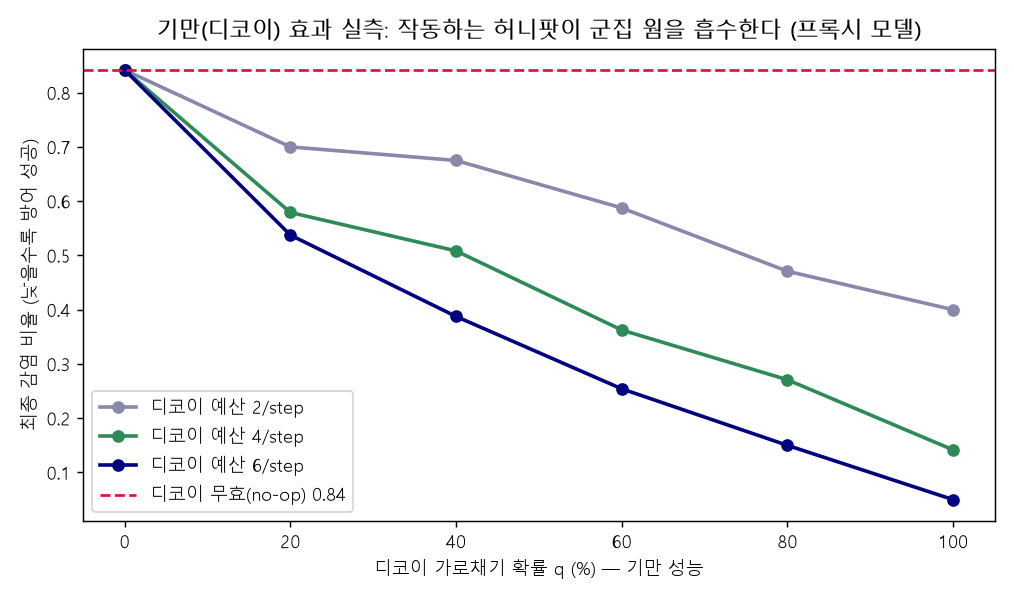 기만(디코이) 효과 실측: 작동하는 허니팟이 군집 웜을 흡수한다 (프록시 모델)
최종 감염 비율 (낮을수록 방어 성공)
0.8
0.7
0.6
0.5
0.4
0.3
0.2
0.1
디코이 예산 2/step
디코이 예산 4/step
디코이 예산 6/step
디코이 무효(no-op) 0.84
0 20 40 60 80 100
디코이 가로채기 확률 q (%) — 기만 성능